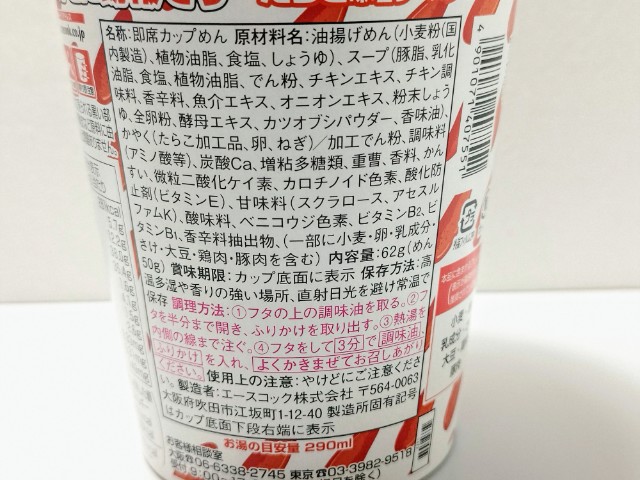 名称:即席カップめん 原材料名:油揚げめん(小麦粉(国
内製造)、植物油脂、食塩、しょうゆ)、スープ(豚脂、乳化
油脂、食塩、植物油脂、でん粉、チキンエキス、チキン調
味料、香辛料、魚介エキス、オニオンエキス、粉末しょう
ゆ、全卵粉、酵母エキス、カツオブシパウダー、香味油)、
かやく(たらこ加工品、卵、ねぎ)/加工でん粉、調味料
(アミノ酸等)、炭酸Ca、増粘多糖類、重曹、香料、かん
すい、微粒二酸化ケイ素、カロチノイド色素、酸化防
止剤(ビタミンE)、甘味料(スクラロース、アセスル
ファムK)、酸味料、ベニコウジ色素、ビタミンB2、ビ
タミンB1、香辛料抽出物、(一部に小麦・卵・乳成分・
さけ・大豆・鶏肉・豚肉を含む) 内容量:62g(めん
50g) 賞味期限:カップ底面に表示 保存方法:高
温多湿や香りの強い場所、直射日光を避け常温で
保存 調理方法:①フタの上の調味油を取る。②フ
タを半分まで開き、ふりかけを取り出す。③熱湯を
内側の線まで注ぐ。④フタをして3分で調味油、
ふりかけを入れ、よくかきまぜてお召しあがり
ください。 使用上の注意:やけどにご注意くださ
い。 製造者:エースコック株式会社 〒564-0063
大阪府吹田市江坂町1-12-40 製造所固有記号
はカップ底面下段右端に表示
お湯の目安量 290ml
お客様相談室
大阪☎06-6338-2745 東京☎03-3982-9518
4901071407551